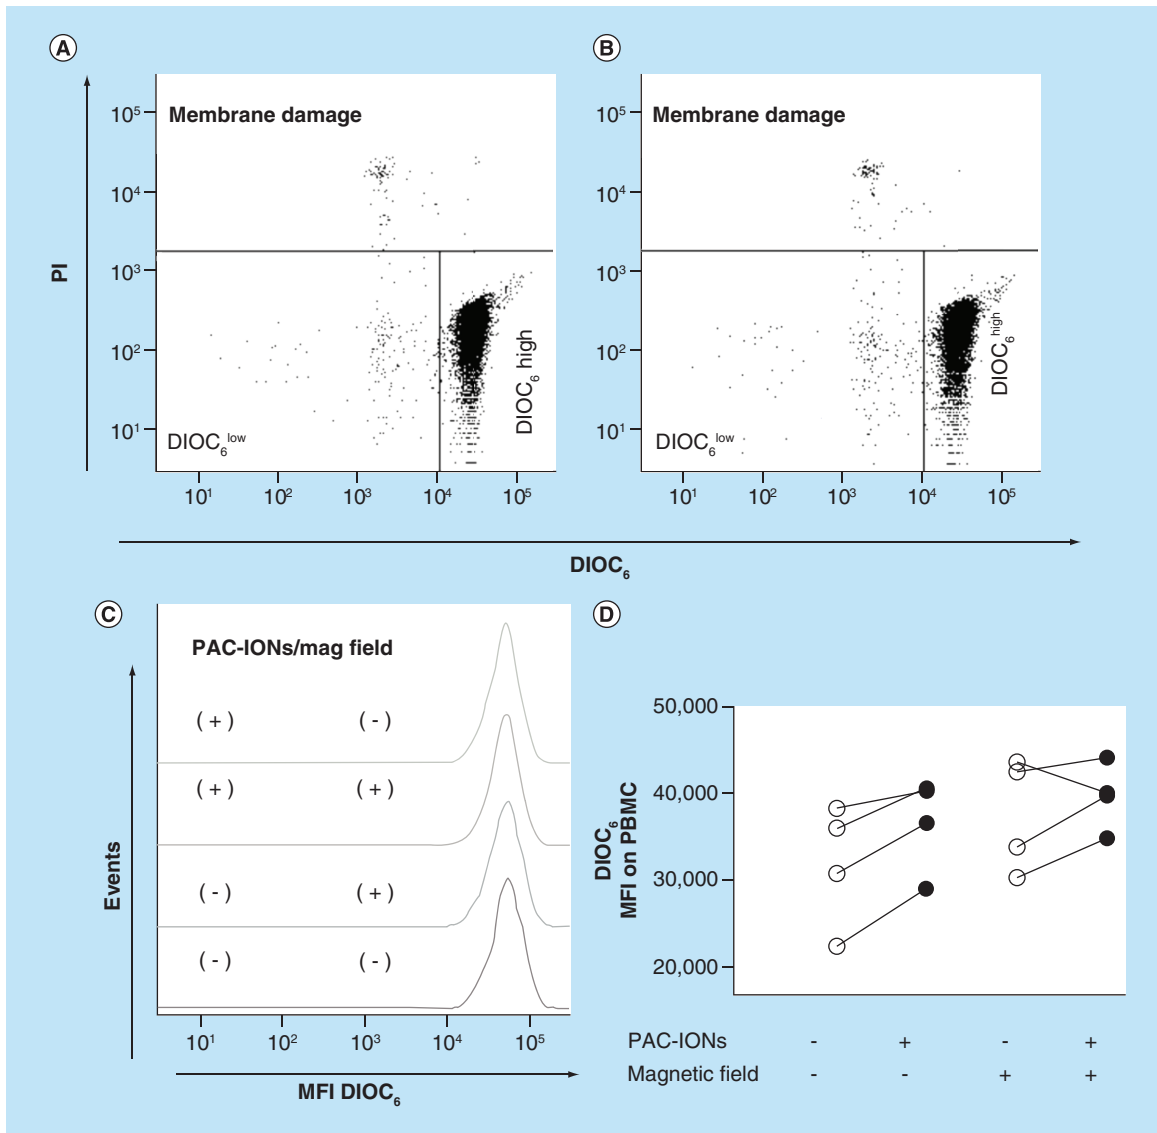 A
Membrane damage
10⁵
10⁴
10³
10²
10¹
PI
DIOC₆ low
DIOC₆ high
10¹ 10² 10³ 10⁴ 10⁵
B
Membrane damage
10⁵
10⁴
10³
10²
10¹
DIOC₆ low
DIOC₆ high
10¹ 10² 10³ 10⁴ 10⁵
DIOC₆
C
PAC-IONs/mag field
(+) (-)
(+) (+)
(-) (+)
(-) (-)
Events
10¹ 10² 10³ 10⁴ 10⁵
MFI DIOC₆
D
50,000
40,000
30,000
20,000
DIOC₆
MFI on PBMC
PAC-IONs - + - +
Magnetic field - - + +